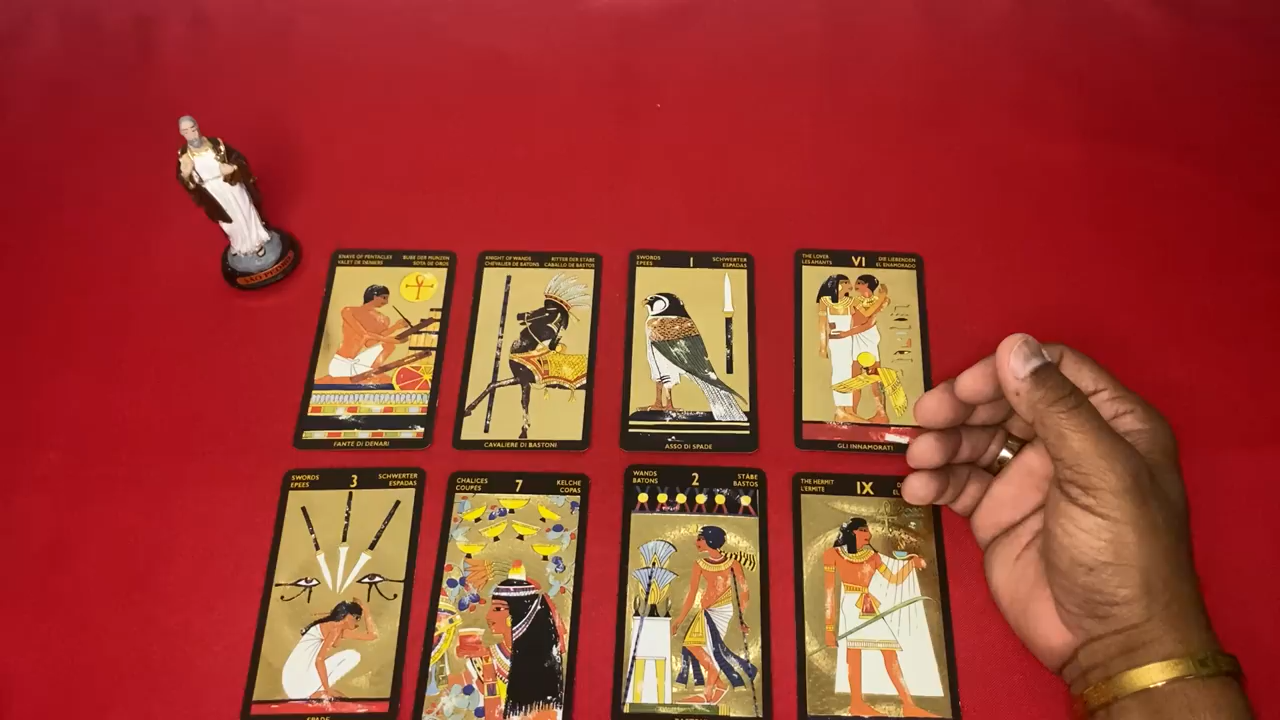 KNAVE OF PENTACLES
VALET DE DENIERS
BUBE DER MÜNZEN
SOTA DE OROS
FANTE DI DENARI
KNIGHT OF WANDS
CHEVALIER DE BATONS
RITTER DER STÄBE
CABALLO DE BASTOS
CAVALIERE DI BASTONI
SWORDS
EPEES
I
SCHWERTER
ESPADAS
ASSO DI SPADE
THE LOVER
LES AMANTS
VI
DIE LIEBENDEN
EL ENAMORADO
GLI INNAMORATI
SWORDS
EPEES
3
SCHWERTER
ESPADAS
SPADE
CHALICES
COUPES
7
KELCHE
COPAS
WANDS
BATONS
2
STÄBE
BASTOS
THE HERMIT
L'ERMITE
IX